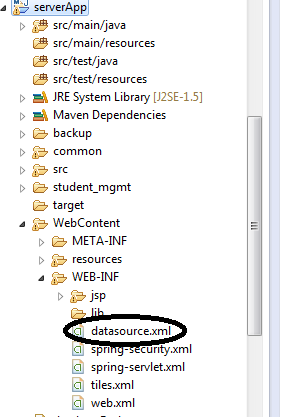 serverApp
src/main/java
src/main/resources
src/test/java
src/test/resources
JRE System Library [J2SE-1.5]
Maven Dependencies
backup
common
src
student_mgmt
target
WebContent
META-INF
resources
WEB-INF
jsp
lib
datasource.xml
spring-security.xml
spring-servlet.xml
tiles.xml
web.xml